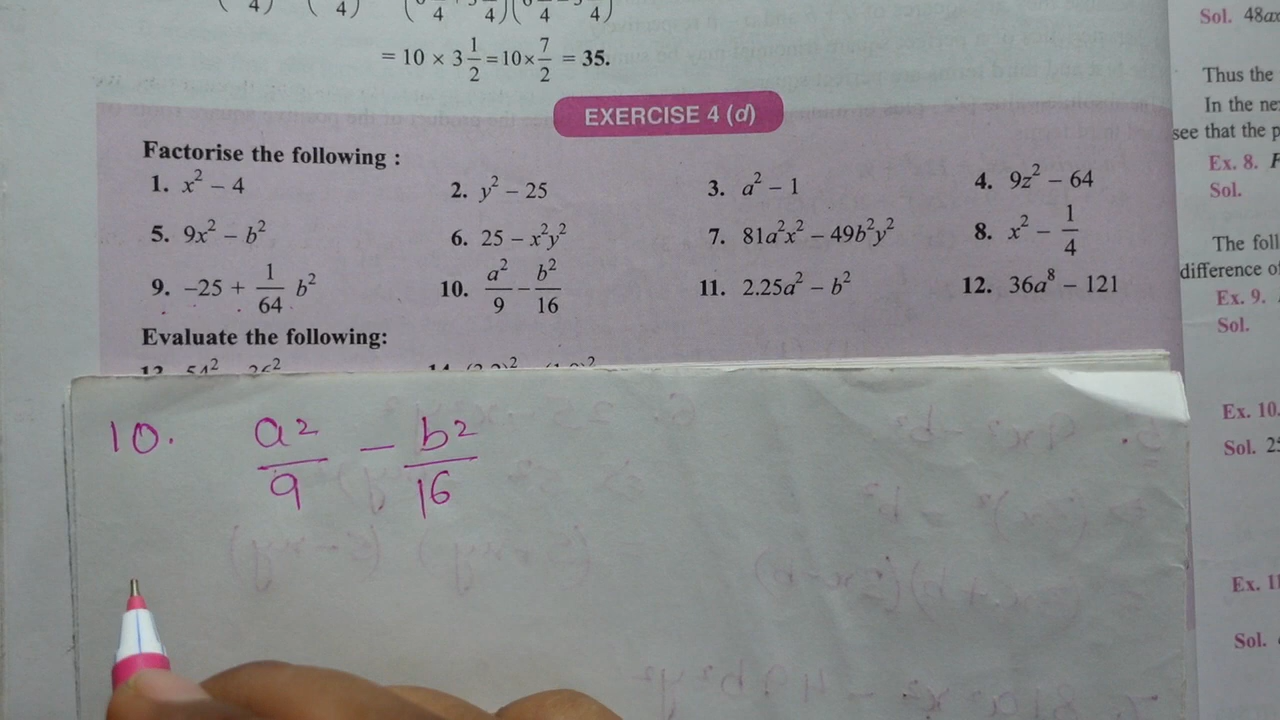 = 10 × 3 1/2 = 10 × 7/2 = 35.
EXERCISE 4 (d)
Factorise the following :
1. x² – 4 2. y² – 25 3. a² – 1 4. 9z² – 64
5. 9x² – b² 6. 25 – x²y² 7. 81a²x² – 49b²y² 8. x² – 1/4
9. –25 + 1/64 b² 10. a²/9 – b²/16 11. 2.25a² – b² 12. 36a⁸ – 121
Evaluate the following:
10. a²/9 – b²/16
Sol. 48ax
Thus the
In the ne
see that the p
Ex. 8.
Sol.
The foll
difference of
Ex. 9.
Sol.
Ex. 10.
Sol. 25
Ex. 11
Sol.